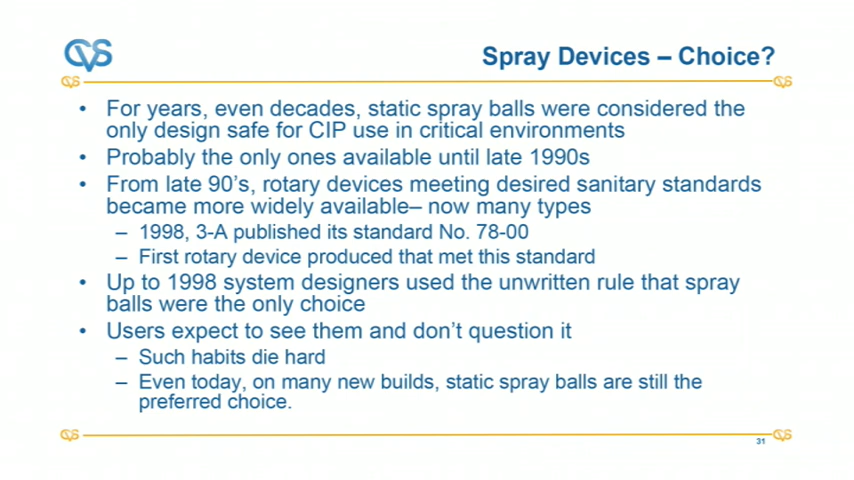 CVS
Spray Devices – Choice?
CVS CVS
• For years, even decades, static spray balls were considered the
only design safe for CIP use in critical environments
• Probably the only ones available until late 1990s
• From late 90's, rotary devices meeting desired sanitary standards
became more widely available– now many types
– 1998, 3-A published its standard No. 78-00
– First rotary device produced that met this standard
• Up to 1998 system designers used the unwritten rule that spray
balls were the only choice
• Users expect to see them and don't question it
– Such habits die hard
– Even today, on many new builds, static spray balls are still the
preferred choice.
CVS CVS
31